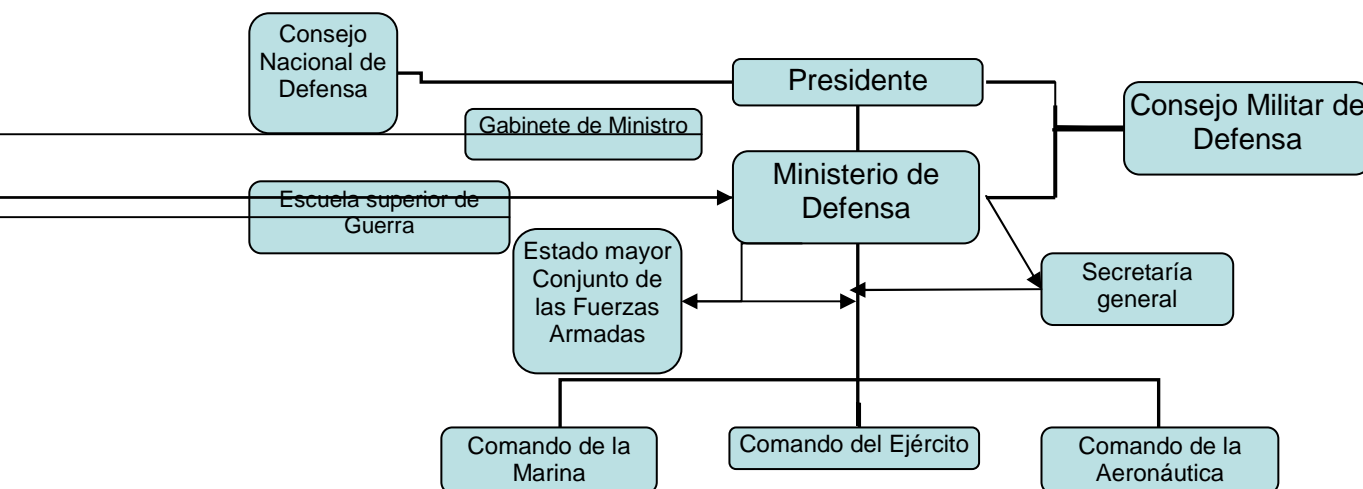 Consejo
Nacional de
Defensa
Presidente
Consejo Militar de
Defensa
Gabinete de Ministro
Ministerio de
Defensa
Escuela superior de
Guerra
Estado mayor
Conjunto de
las Fuerzas
Armadas
Secretaría
general
Comando de la
Marina
Comando del Ejército
Comando de la
Aeronáutica